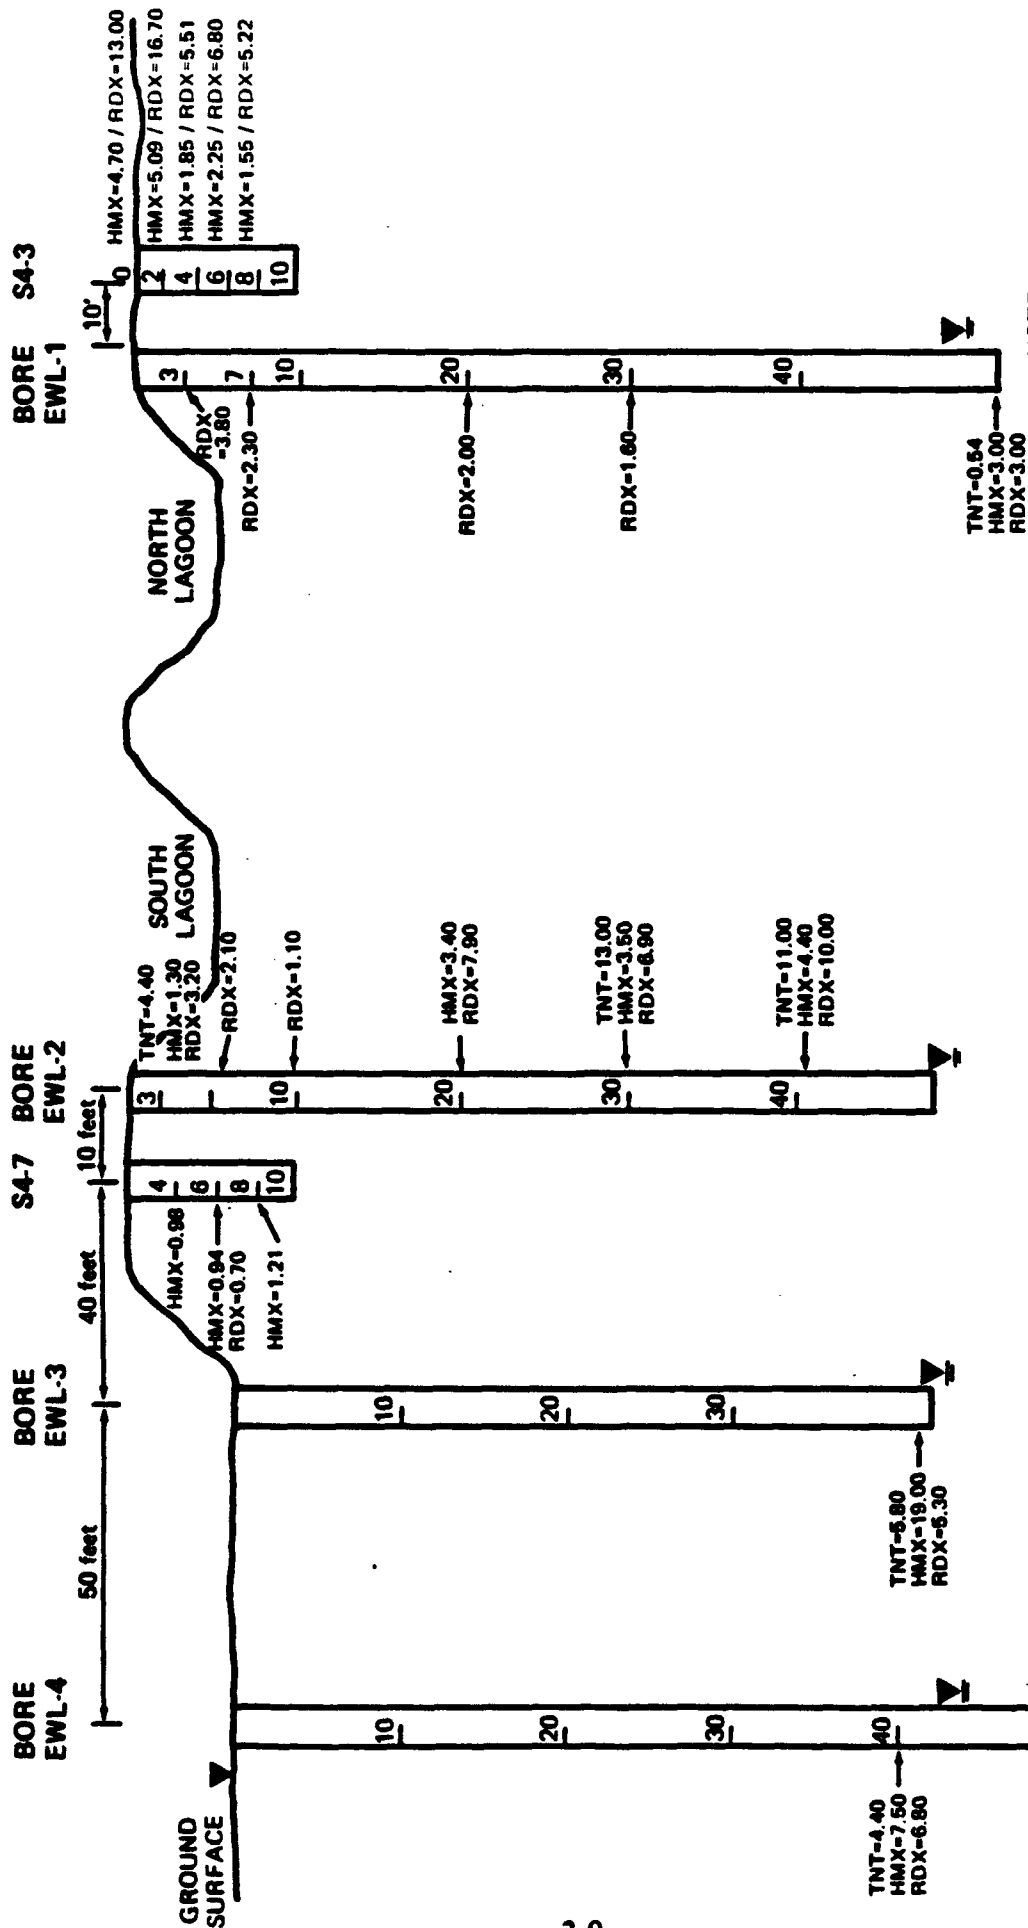 BORE
EWL-4
BORE
EWL-3
S4-7
BORE
EWL-2
BORE
EWL-1
S4-3
50 feet
40 feet
10 feet
10'
GROUND
SURFACE
SOUTH
LAGOON
NORTH
LAGOON
10
20
30
40
TNT=4.40
HMX=7.50
RDX=6.80
10
20
30
TNT=5.80
HMX=19.00
RDX=5.30
4
6
8
10
HMX=0.98
HMX=0.94
RDX=0.70
HMX=1.21
3
10
20
30
40
TNT=4.40
HMX=1.30
RDX=3.20
RDX=2.10
RDX=1.10
HMX=3.40
RDX=7.90
TNT=13.00
HMX=3.50
RDX=6.90
TNT=11.00
HMX=4.40
RDX=10.00
3
7
10
20
30
40
RDX
=3.80
RDX=2.30
RDX=2.00
RDX=1.60
TNT=0.54
HMX=3.00
RDX=3.00
0
2
4
6
8
10
HMX=4.70 / RDX=13.00
HMX=5.09 / RDX=16.70
HMX=1.85 / RDX=5.51
HMX=2.25 / RDX=6.80
HMX=1.55 / RDX=5.22